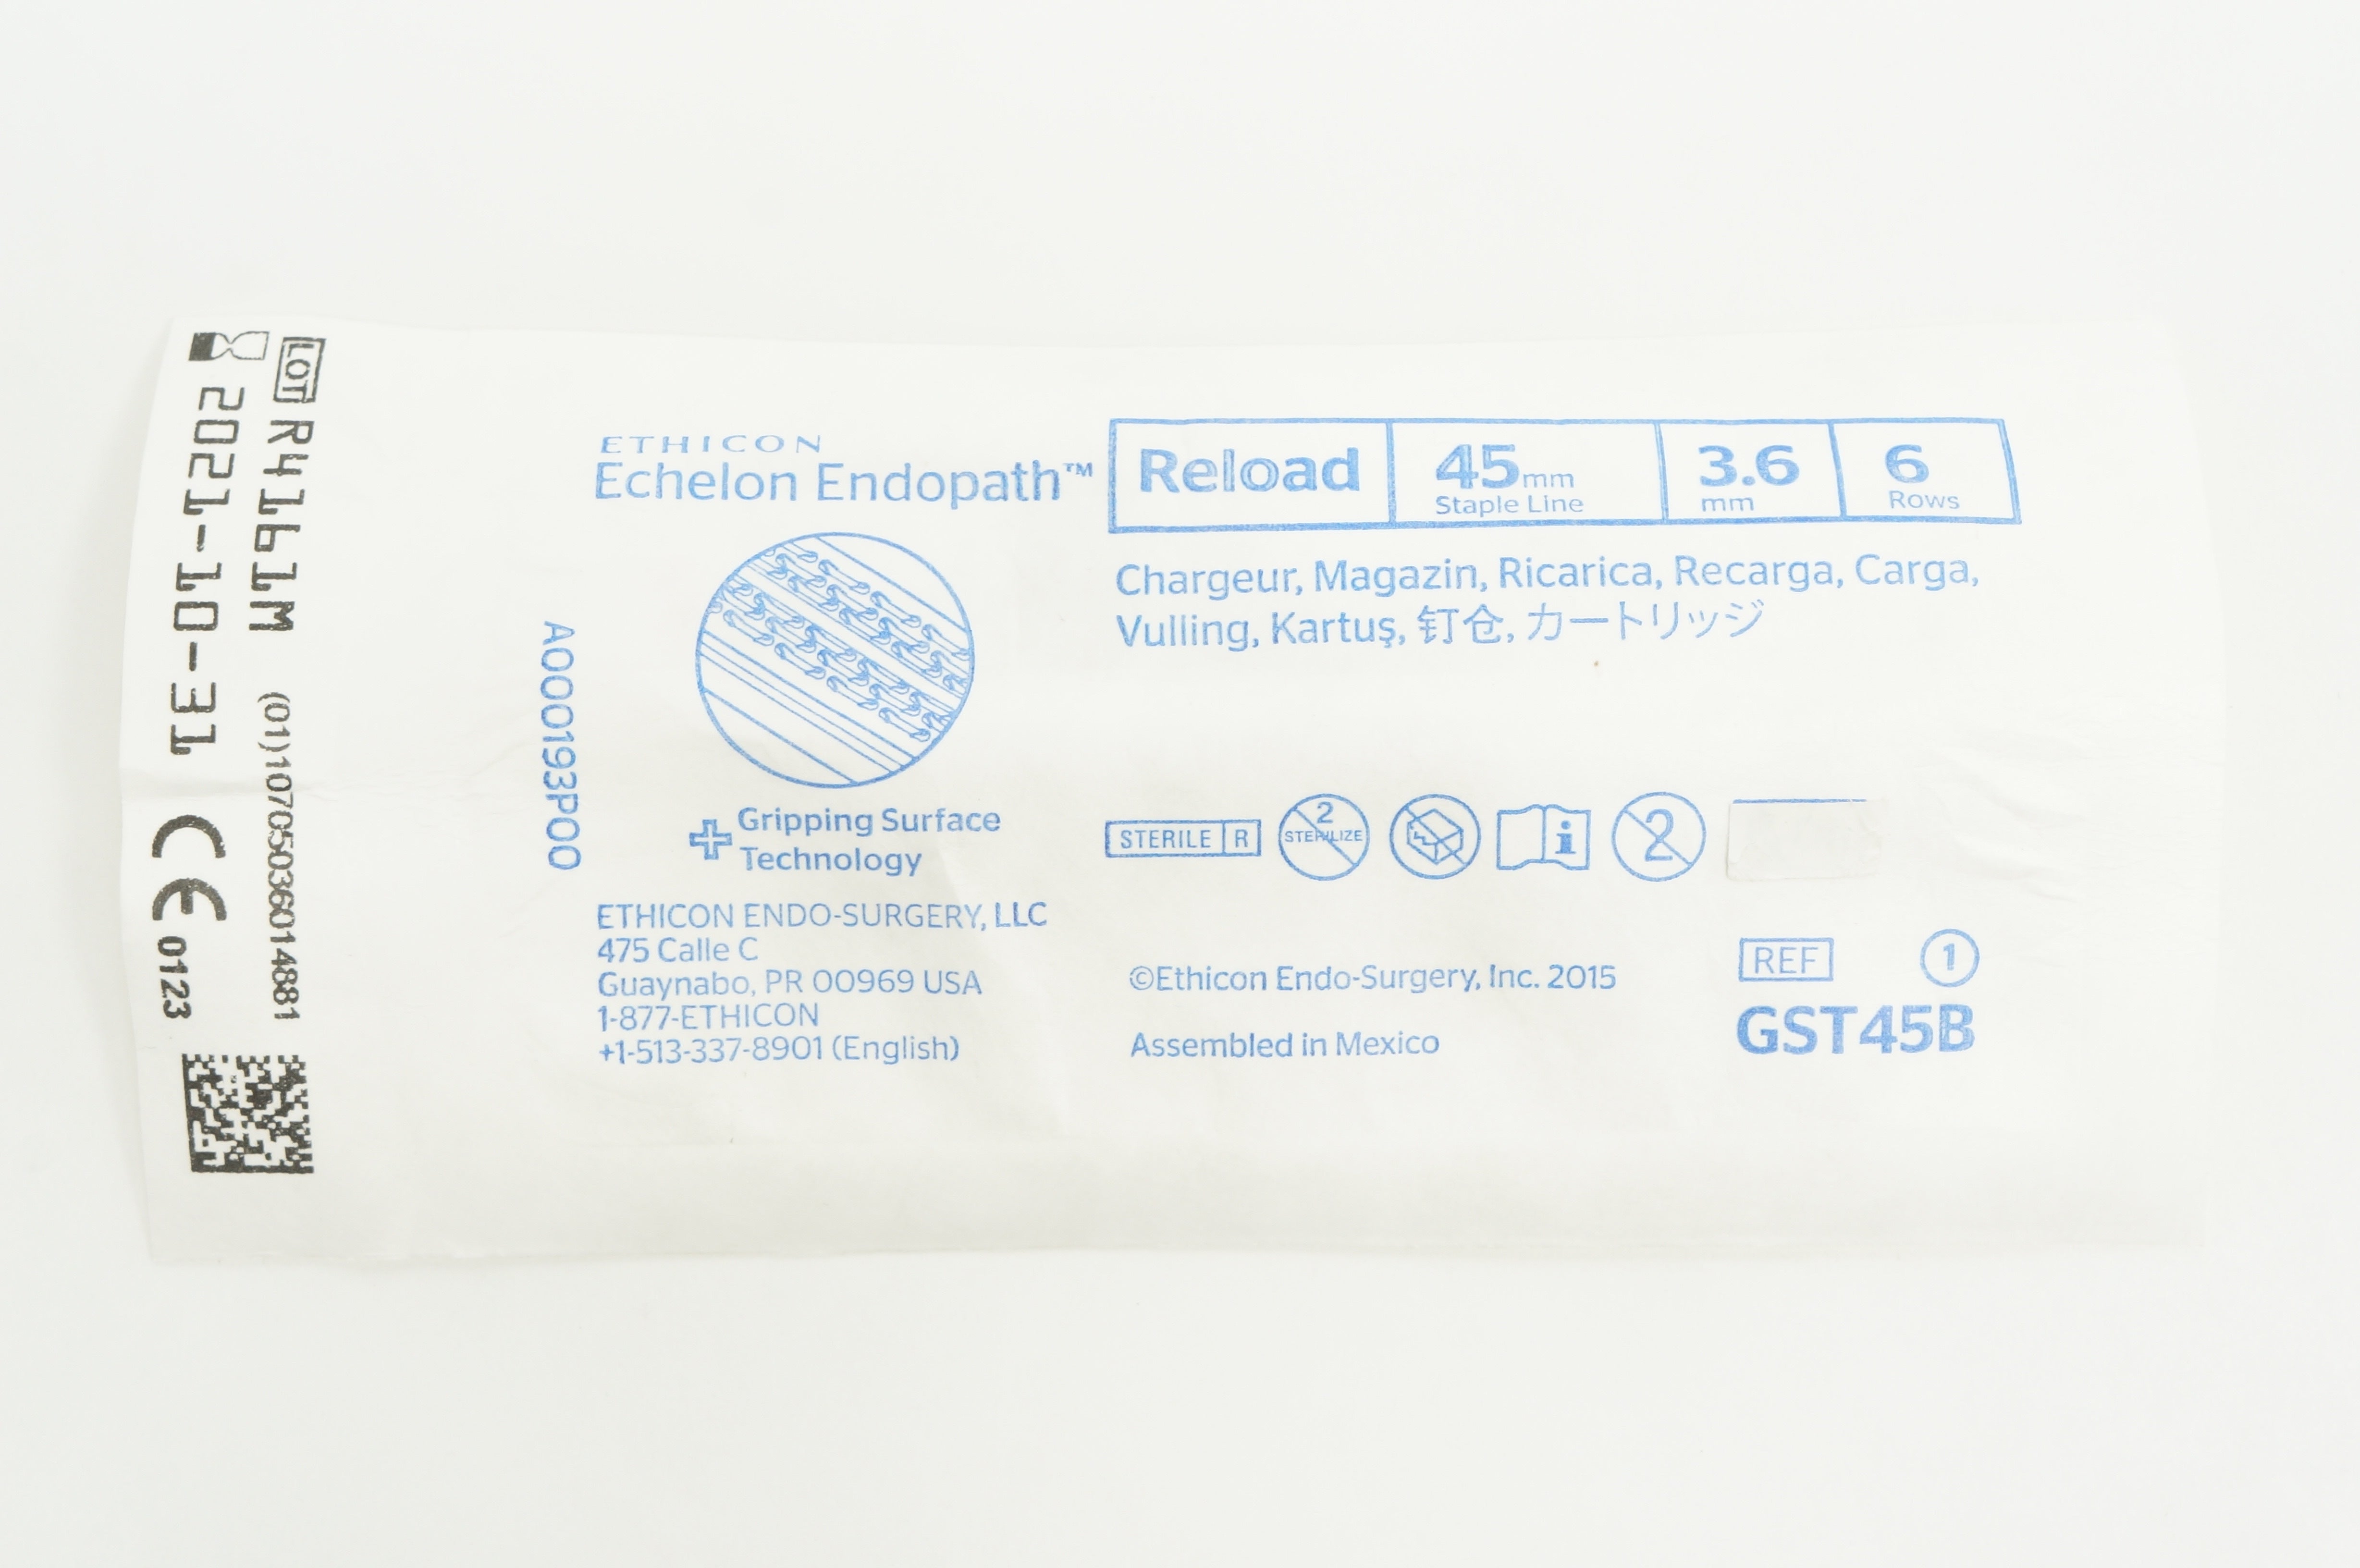 LOT R4161M (01)10705036014881
2021-10-31 CE 0123
A000193P00
ETHICON
Echelon Endopath™
Reload
45mm
Staple Line
3.6
mm
6
Rows
Chargeur, Magazin, Ricarica, Recarga, Carga,
Vulling, Kartuş, 钉仓, カートリッジ
Gripping Surface
Technology
STERILE R
2
STERILIZE
i
2
ETHICON ENDO-SURGERY, LLC
475 Calle C
Guaynabo, PR 00969 USA
1-877-ETHICON
+1-513-337-8901 (English)
©Ethicon Endo-Surgery, Inc. 2015
Assembled in Mexico
REF 1
GST45B